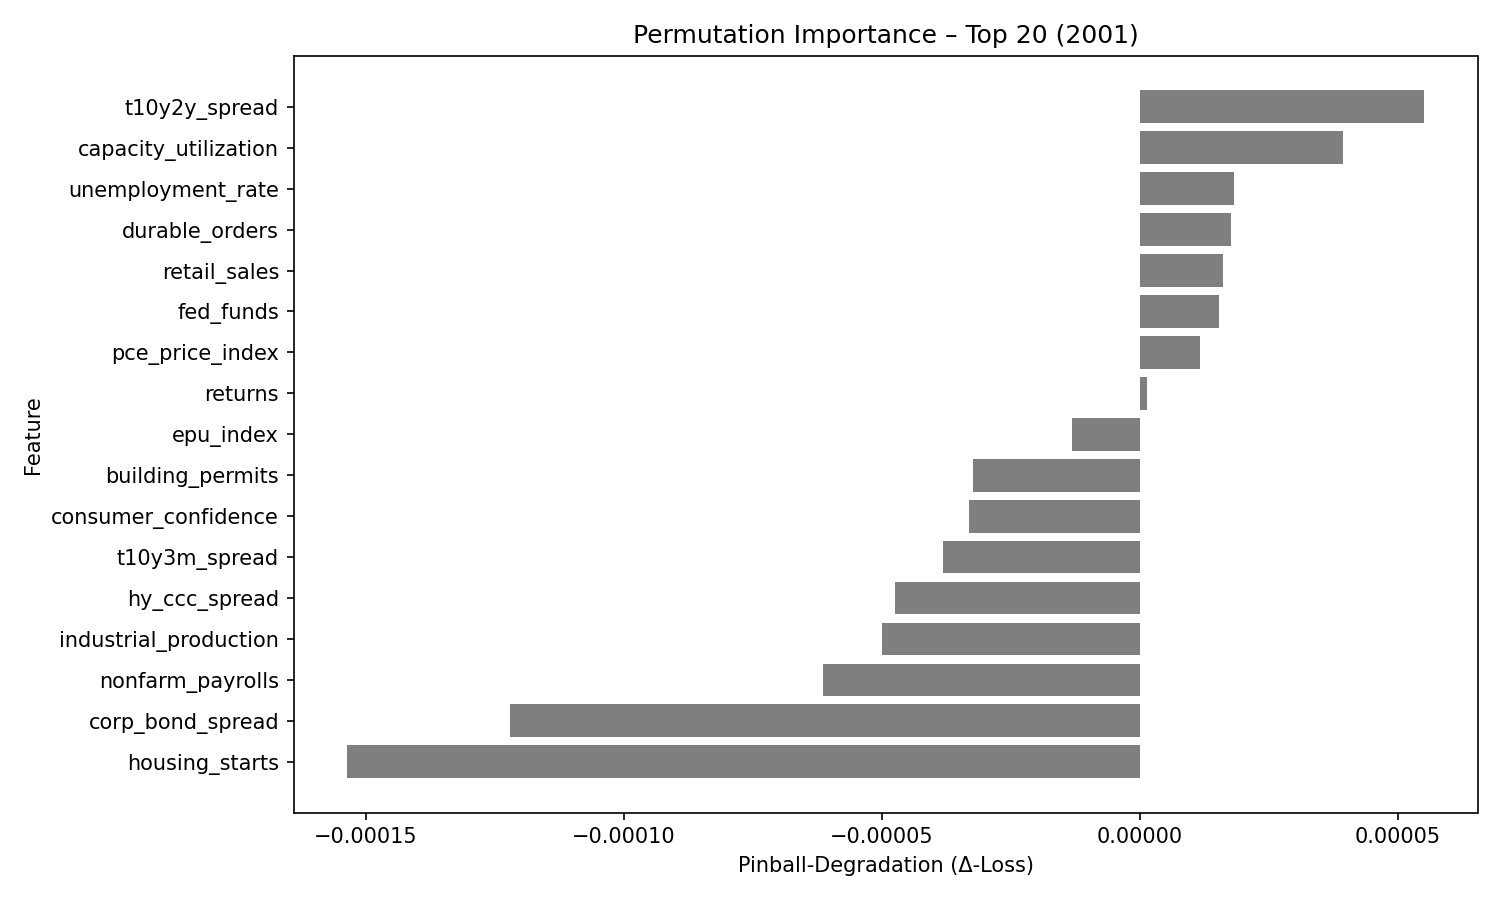 Permutation Importance – Top 20 (2001)
Feature
t10y2y_spread
capacity_utilization
unemployment_rate
durable_orders
retail_sales
fed_funds
pce_price_index
returns
epu_index
building_permits
consumer_confidence
t10y3m_spread
hy_ccc_spread
industrial_production
nonfarm_payrolls
corp_bond_spread
housing_starts
−0.00015 −0.00010 −0.00005 0.00000 0.00005
Pinball-Degradation (Δ-Loss)